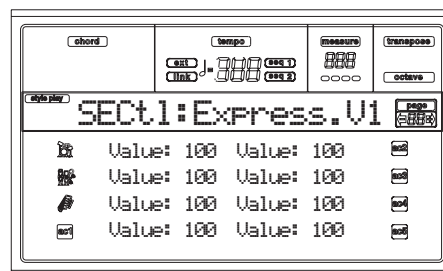 chord tempo measure transpose
ext ♩= 888 seq 1 888
link seq 2 octave
style play SECtl:Express.V1 page
Value: 100 Value: 100 ac2
Value: 100 Value: 100 ac3
Value: 100 Value: 100 ac4
ac1 Value: 100 Value: 100 ac5